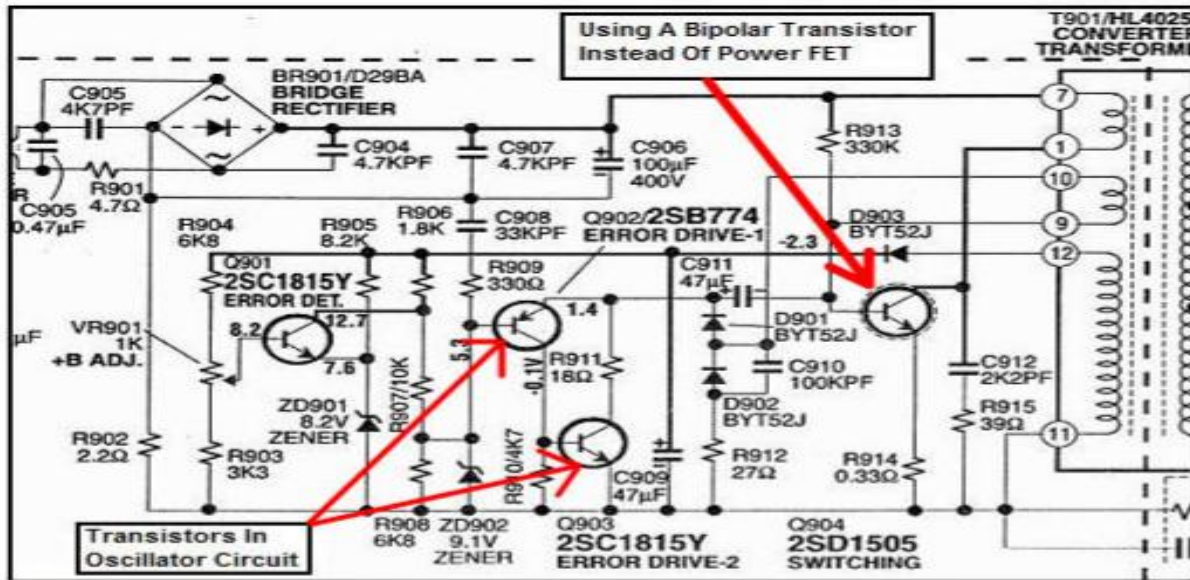 Using A Bipolar Transistor
Instead Of Power FET
T901/HL4025
CONVERTER
TRANSFORME
BR901/D29BA
BRIDGE
RECTIFIER
C905
4K7PF
~
-
+
~
C904
4.7KPF
C907
4.7KPF
C906
100µF
400V
+
R913
330K
7
1
10
9
12
11
R901
4.7Ω
R
C905
0.47µF
R904
6K8
R905
8.2K
R906
1.8K
C908
33KPF
Q902/2SB774
ERROR DRIVE-1
D903
BYT52J
-2.3
Q901
2SC1815Y
ERROR DET.
R909
330Ω
C911
47µF
+
µF
VR901
1K
+B ADJ.
8.2
12.7
7.6
5.3
1.4
-0.1V
R911
18Ω
D901
BYT52J
C910
100KPF
D902
BYT52J
C912
2K2PF
R915
39Ω
R907/10K
ZD901
8.2V
ZENER
R902
2.2Ω
R903
3K3
R910/4K7
C909
47µF
+
R912
27Ω
R914
0.33Ω
Transistors In
Oscillator Circuit
R908
6K8
ZD902
9.1V
ZENER
Q903
2SC1815Y
ERROR DRIVE-2
Q904
2SD1505
SWITCHING